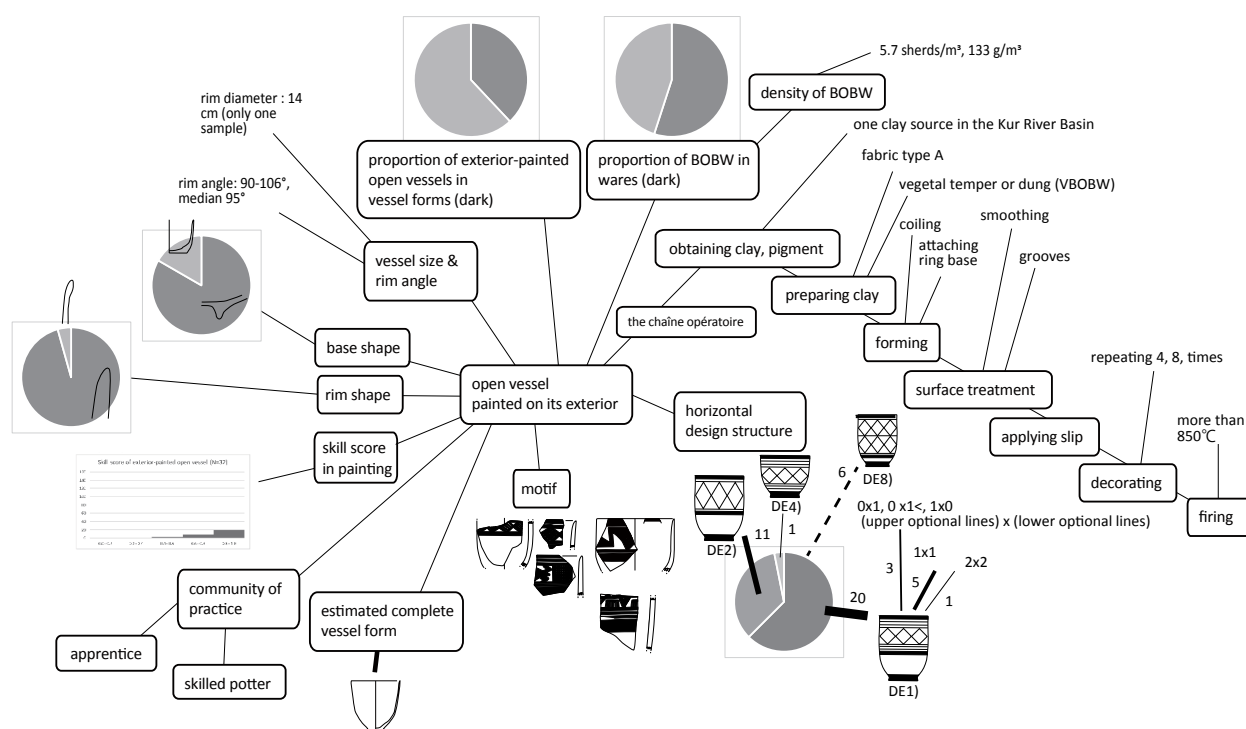 5.7 sherds/m³, 133 g/m³
density of BOBW
rim diameter : 14
cm (only one
sample)
proportion of exterior-painted
open vessels in
vessel forms (dark)
proportion of BOBW in
wares (dark)
one clay source in the Kur River Basin
fabric type A
vegetal temper or dung (VBOBW)
rim angle: 90-106°,
median 95°
vessel size &
rim angle
obtaining clay, pigment
coiling
attaching
ring base
smoothing
grooves
preparing clay
the chaîne opératoire
forming
base shape
rim shape
open vessel
painted on its exterior
surface treatment
repeating 4, 8, times
horizontal
design structure
applying slip
more than
850℃
skill score
in painting
Skill score of exterior-painted open vessel (N=37)
motif
decorating
firing
6
DE8)
DE4)
1
DE2)
11
0x1, 0 x1<, 1x0
(upper optional lines) x (lower optional lines)
3
1x1
5
2x2
1
20
DE1)
community of
practice
estimated complete
vessel form
apprentice
skilled potter